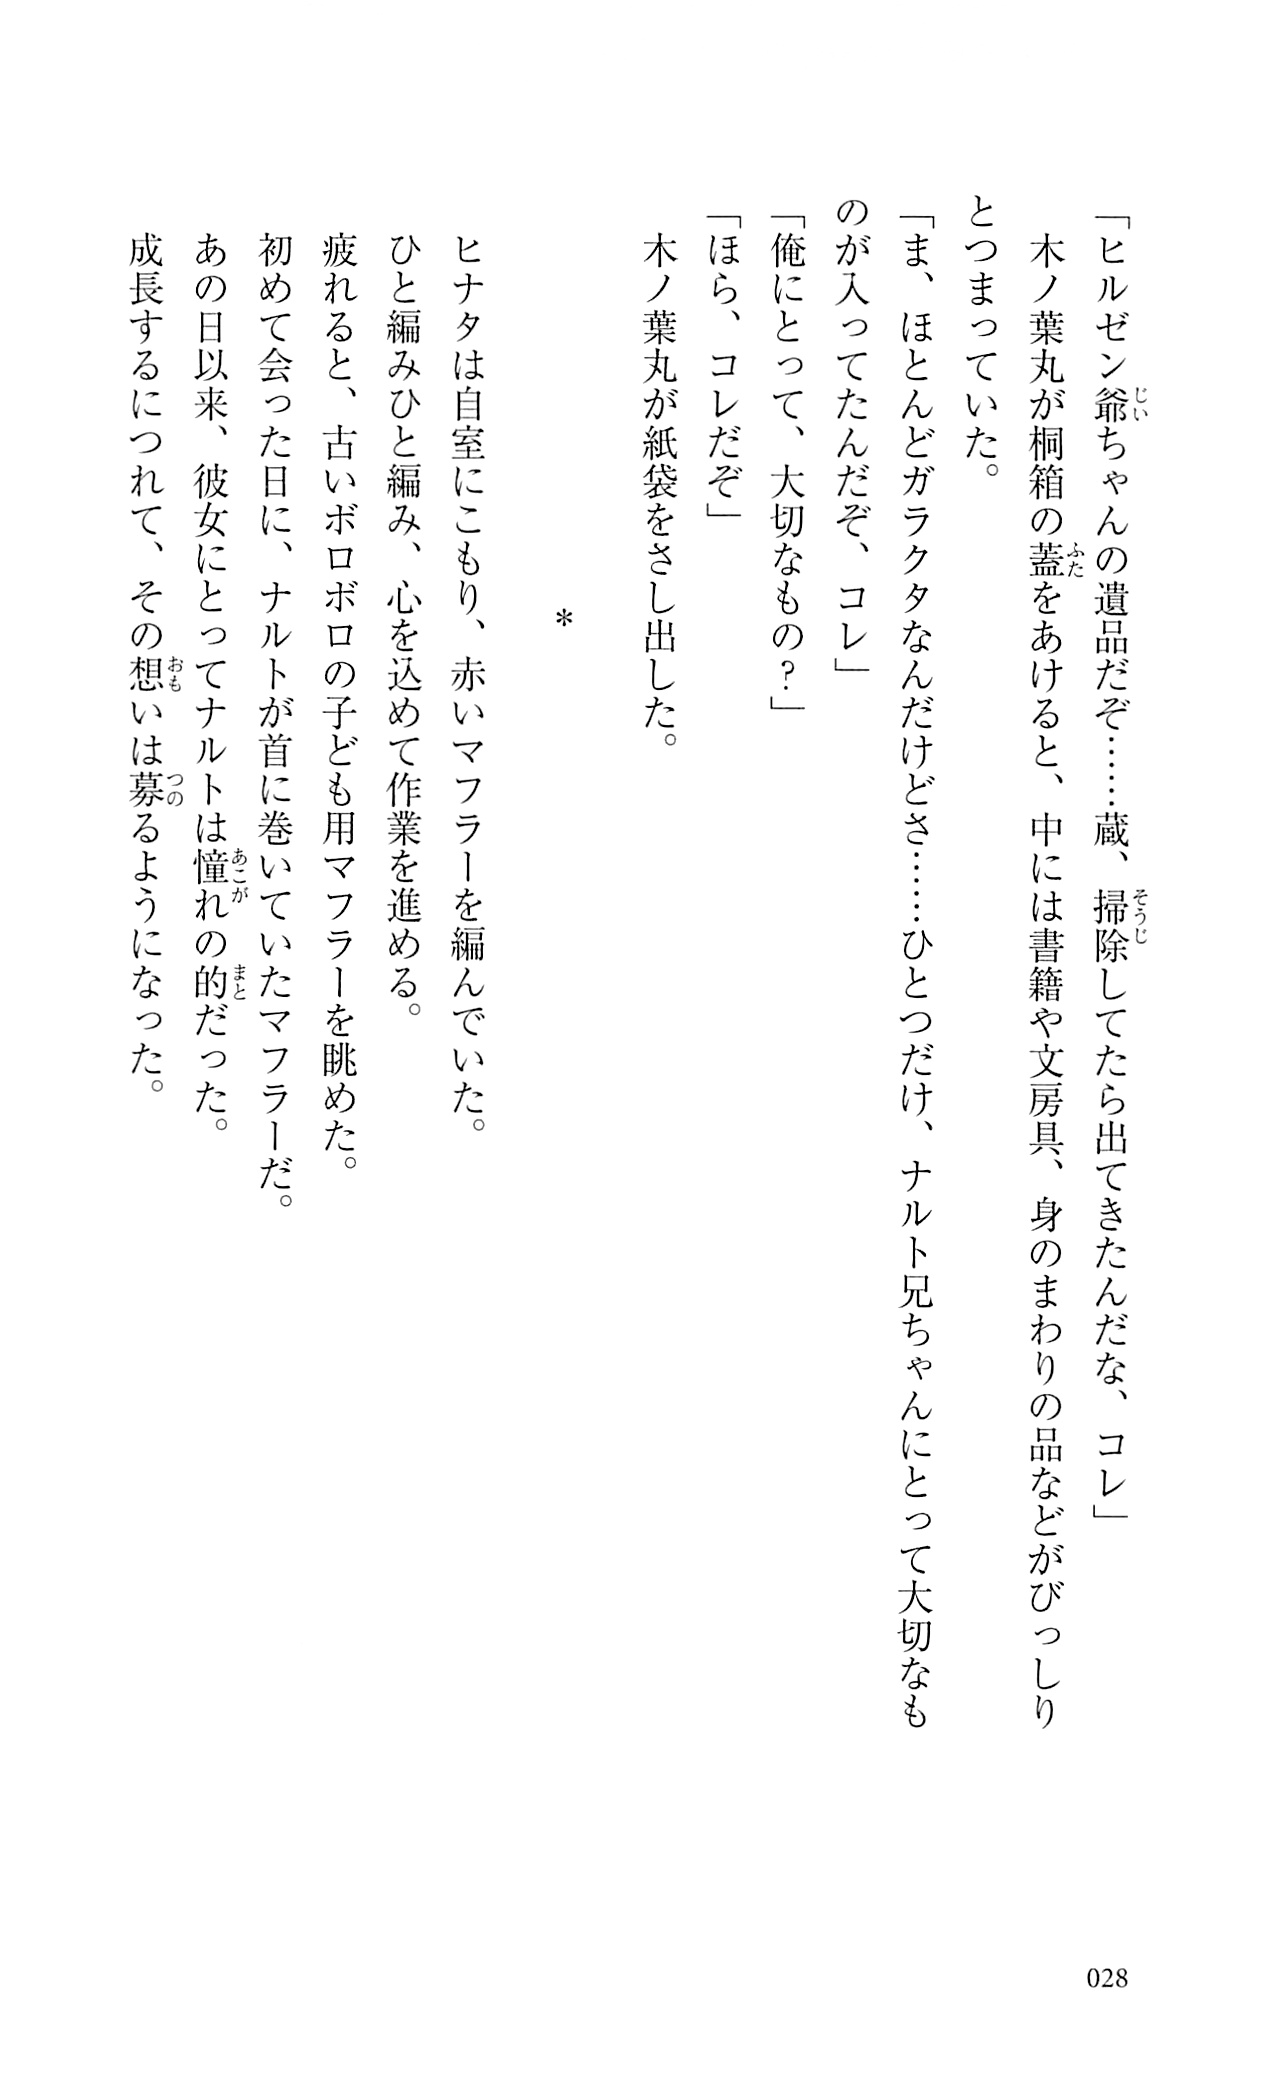 「ヒルゼン爺ちゃんの遺品だぞ……蔵、掃除してたら出てきたんだな、コレ」
木ノ葉丸が桐箱の蓋をあけると、中には書籍や文房具、身のまわりの品などがびっしり
とつまっていた。
「ま、ほとんどガラクタなんだけどさ……ひとつだけ、ナルト兄ちゃんにとって大切なも
のが入ってたんだぞ、コレ」
「俺にとって、大切なもの？」
「ほら、コレだぞ」
木ノ葉丸が紙袋をさし出した。
＊
ヒナタは自室にこもり、赤いマフラーを編んでいた。
ひと編みひと編み、心を込めて作業を進める。
疲れると、古いボロボロの子ども用マフラーを眺めた。
初めて会った日に、ナルトが首に巻いていたマフラーだ。
あの日以来、彼女にとってナルトは憧れの的だった。
成長するにつれて、その想いは募るようになった。
028